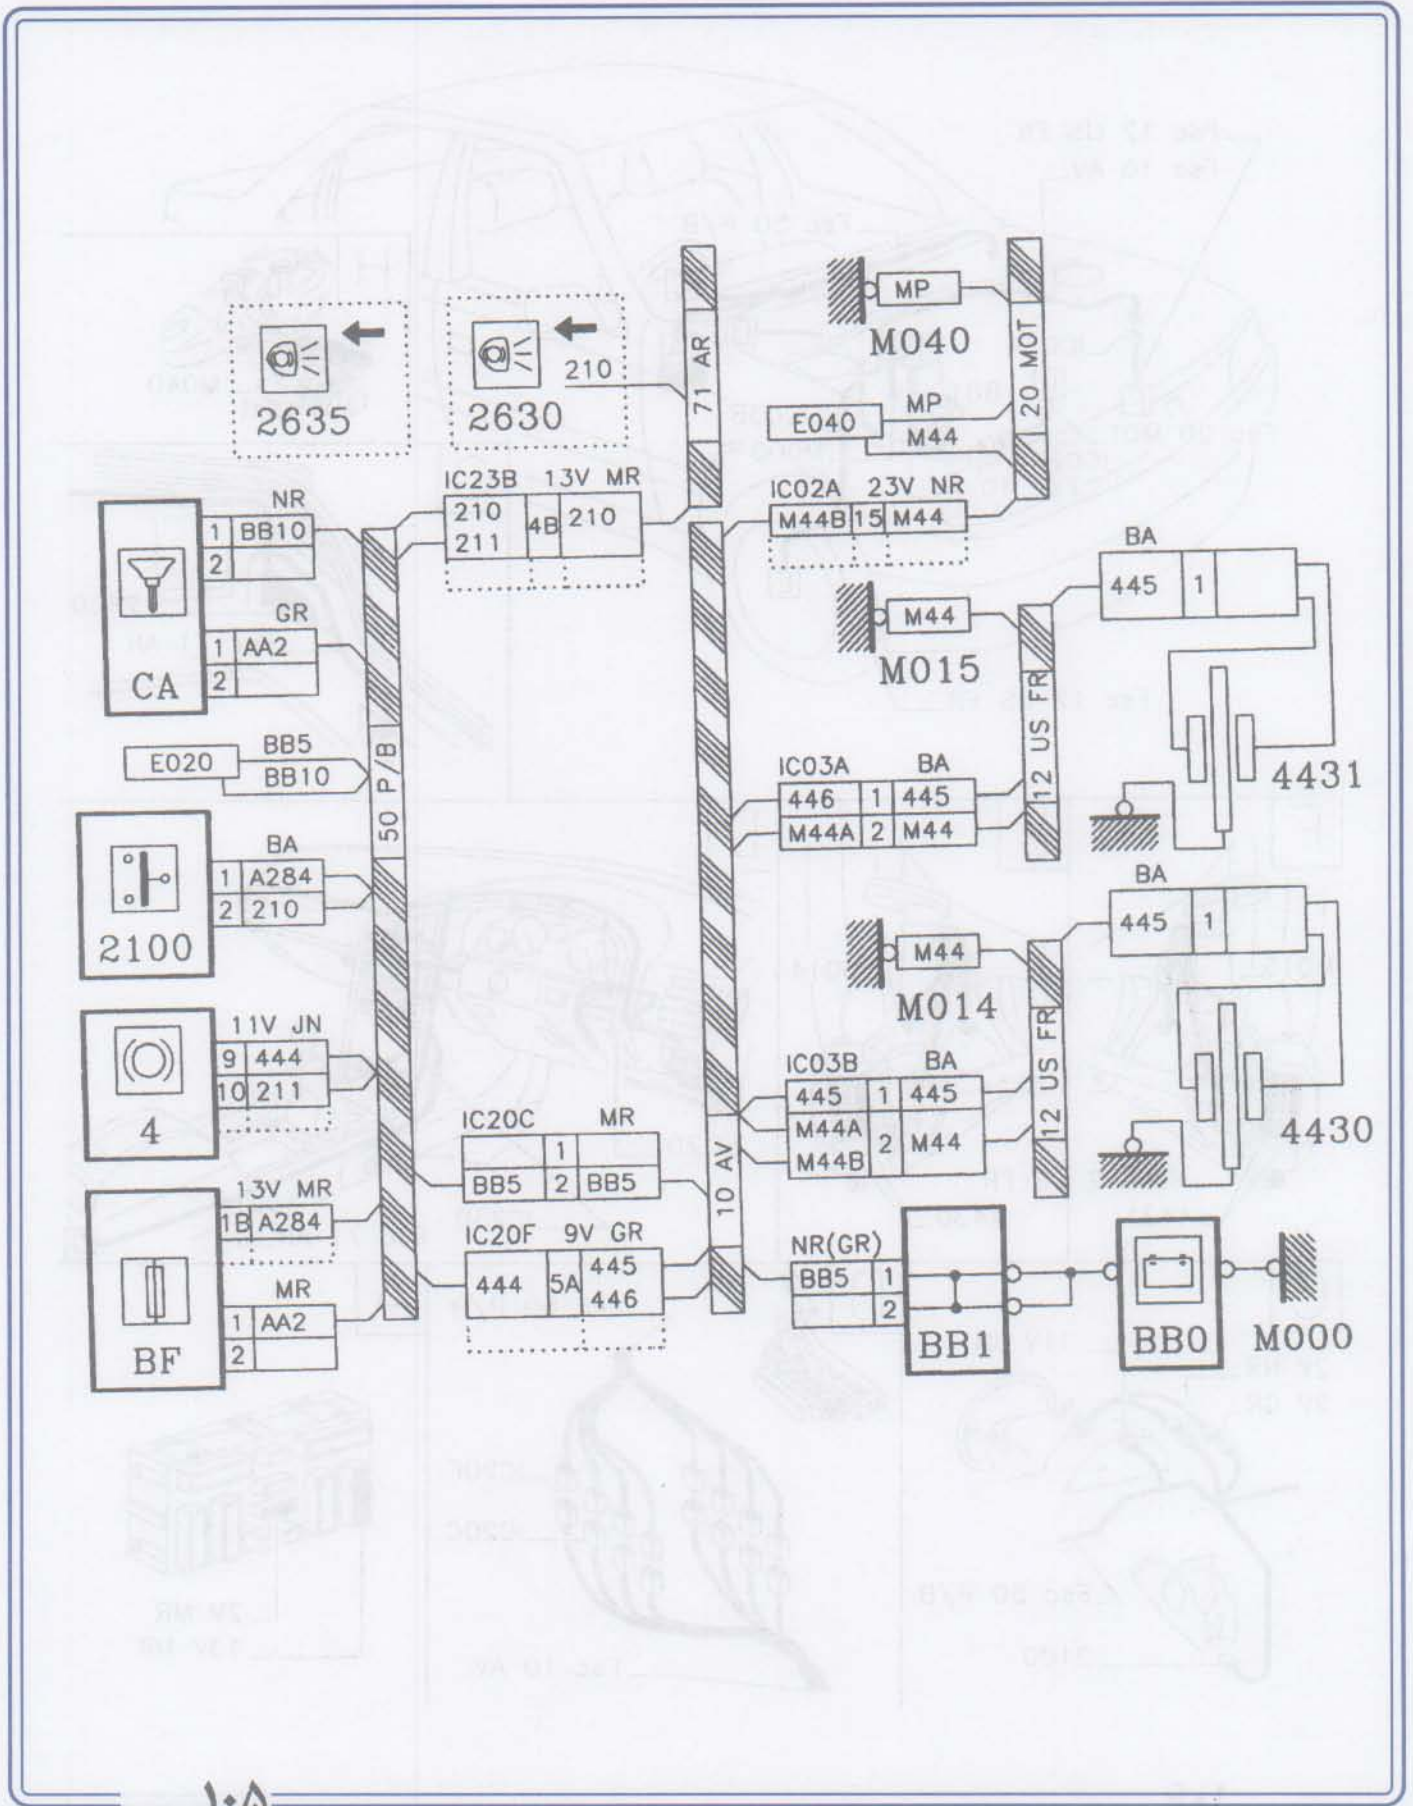 MP
M040
71 AR
20 MOT
2635
2630
210
E040
MP
M44
IC23B 13V MR
210
211
4B
210
IC02A 23V NR
M44B 15 M44
NR
1 BB10
2
GR
1 AA2
2
CA
M44
M015
BA
445 1
12 US FR
4431
E020
BB5
BB10
50 P/B
IC03A BA
446 1 445
M44A 2 M44
BA
1 A284
2 210
2100
M44
M014
BA
445 1
12 US FR
4430
11V JN
9 444
10 211
4
IC20C MR
1
BB5 2 BB5
IC03B BA
445 1 445
M44A
M44B
2 M44
10 AV
13V MR
1B A284
MR
1 AA2
2
BF
IC20F 9V GR
444 5A 445
446
NR(GR)
BB5 1
2
BB1
BB0
M000
۱۰۵